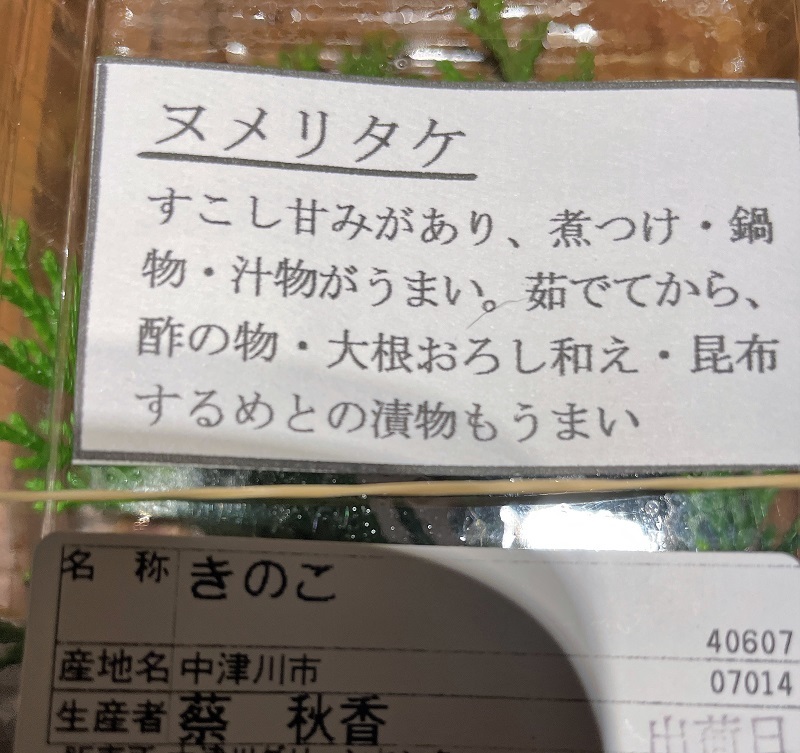 ヌメリタケ
すこし甘みがあり、煮つけ・鍋
物・汁物がうまい。茹でてから、
酢の物・大根おろし和え・昆布
するめとの漬物もうまい
名 称 きのこ
40607
産地名 中津川市
07014
生産者 蔡 秋香
出荷日